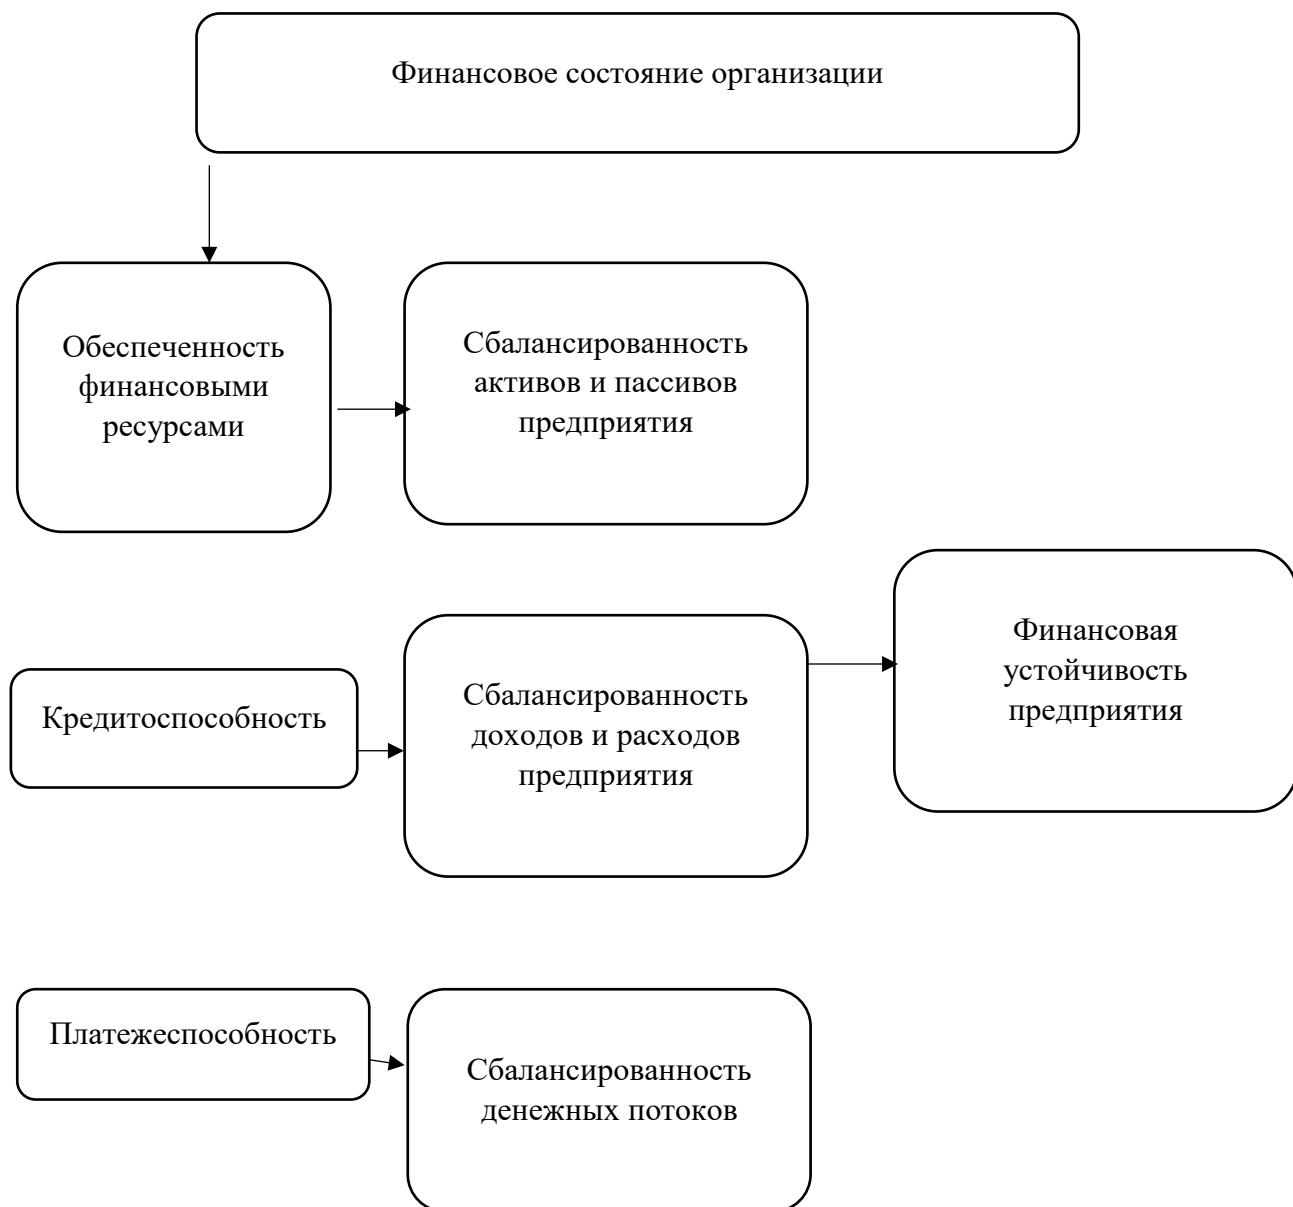 Финансовое состояние организации
Обеспеченность
финансовыми
ресурсами
Сбалансированность
активов и пассивов
предприятия
Кредитоспособность
Сбалансированность
доходов и расходов
предприятия
Финансовая
устойчивость
предприятия
Платежеспособность
Сбалансированность
денежных потоков